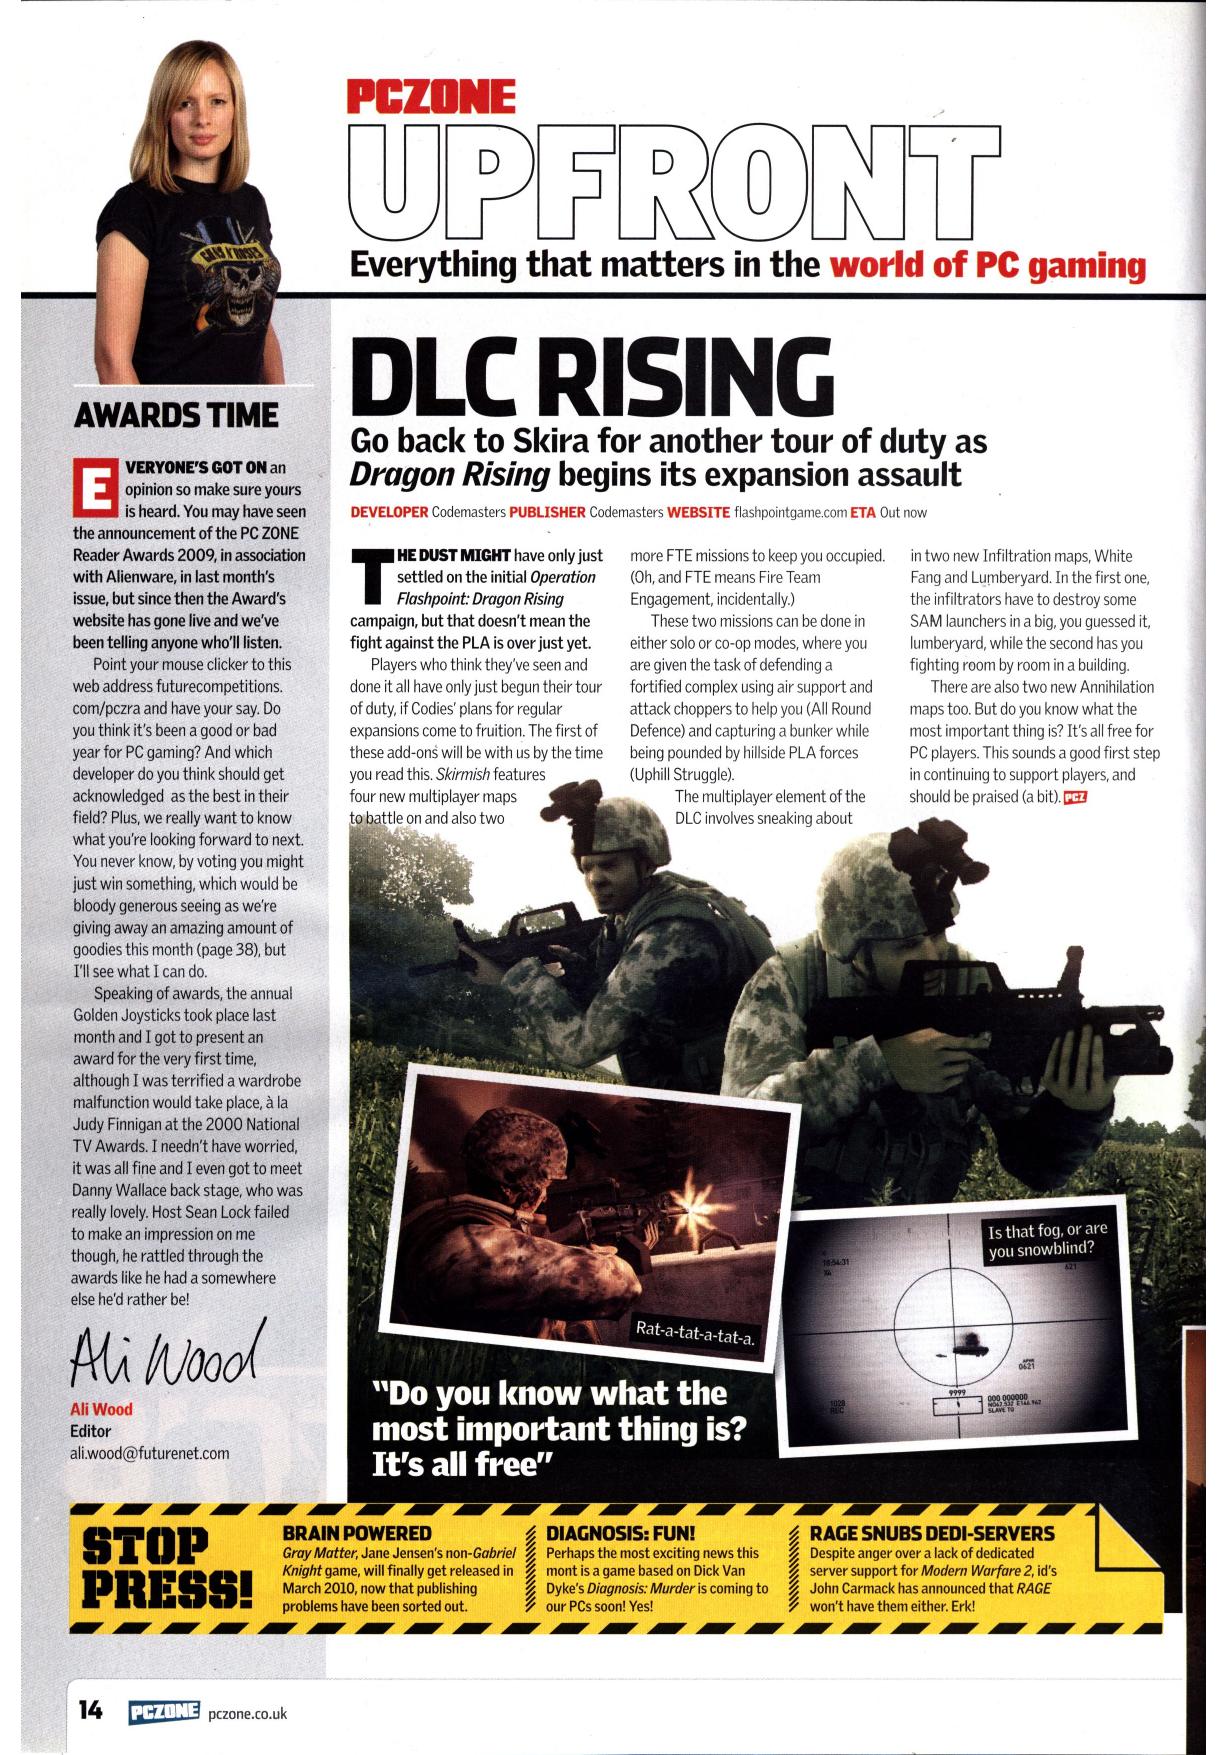 PCZONE
UPFRONT
Everything that matters in the world of PC gaming
GUNS N' ROSES
AWARDS TIME
EVERYONE'S GOT ON an
opinion so make sure yours
is heard. You may have seen
the announcement of the PC ZONE
Reader Awards 2009, in association
with Alienware, in last month's
issue, but since then the Award's
website has gone live and we've
been telling anyone who'll listen.
Point your mouse clicker to this
web address futurecompetitions.
com/pczra and have your say. Do
you think it's been a good or bad
year for PC gaming? And which
developer do you think should get
acknowledged as the best in their
field? Plus, we really want to know
what you're looking forward to next.
You never know, by voting you might
just win something, which would be
bloody generous seeing as we're
giving away an amazing amount of
goodies this month (page 38), but
I'll see what I can do.
Speaking of awards, the annual
Golden Joysticks took place last
month and I got to present an
award for the very first time,
although I was terrified a wardrobe
malfunction would take place, à la
Judy Finnigan at the 2000 National
TV Awards. I needn't have worried,
it was all fine and I even got to meet
Danny Wallace back stage, who was
really lovely. Host Sean Lock failed
to make an impression on me
though, he rattled through the
awards like he had a somewhere
else he'd rather be!
Ali Wood
Ali Wood
Editor
ali.wood@futurenet.com
DLC RISING
Go back to Skira for another tour of duty as
Dragon Rising begins its expansion assault
DEVELOPER Codemasters PUBLISHER Codemasters WEBSITE flashpointgame.com ETA Out now
THE DUST MIGHT have only just
settled on the initial Operation
Flashpoint: Dragon Rising
campaign, but that doesn't mean the
fight against the PLA is over just yet.
Players who think they've seen and
done it all have only just begun their tour
of duty, if Codies' plans for regular
expansions come to fruition. The first of
these add-ons will be with us by the time
you read this. Skirmish features
four new multiplayer maps
to battle on and also two
more FTE missions to keep you occupied.
(Oh, and FTE means Fire Team
Engagement, incidentally.)
These two missions can be done in
either solo or co-op modes, where you
are given the task of defending a
fortified complex using air support and
attack choppers to help you (All Round
Defence) and capturing a bunker while
being pounded by hillside PLA forces
(Uphill Struggle).
The multiplayer element of the
DLC involves sneaking about
in two new Infiltration maps, White
Fang and Lumberyard. In the first one,
the infiltrators have to destroy some
SAM launchers in a big, you guessed it,
lumberyard, while the second has you
fighting room by room in a building.
There are also two new Annihilation
maps too. But do you know what the
most important thing is? It's all free for
PC players. This sounds a good first step
in continuing to support players, and
should be praised (a bit). PCZ
Rat-a-tat-a-tat-a.
Is that fog, or are
you snowblind?
621
0621
9999
000 000000
SLAVE TO
1028
REC
"Do you know what the
most important thing is?
It's all free"
STOP
PRESS!
BRAIN POWERED
Gray Matter, Jane Jensen's non-Gabriel
Knight game, will finally get released in
March 2010, now that publishing
problems have been sorted out.
DIAGNOSIS: FUN!
Perhaps the most exciting news this
mont is a game based on Dick Van
Dyke's Diagnosis: Murder is coming to
our PCs soon! Yes!
RAGE SNUBS DEDI-SERVERS
Despite anger over a lack of dedicated
server support for Modern Warfare 2, id's
John Carmack has announced that RAGE
won't have them either. Erk!
14
PCZONE
pczone.co.uk